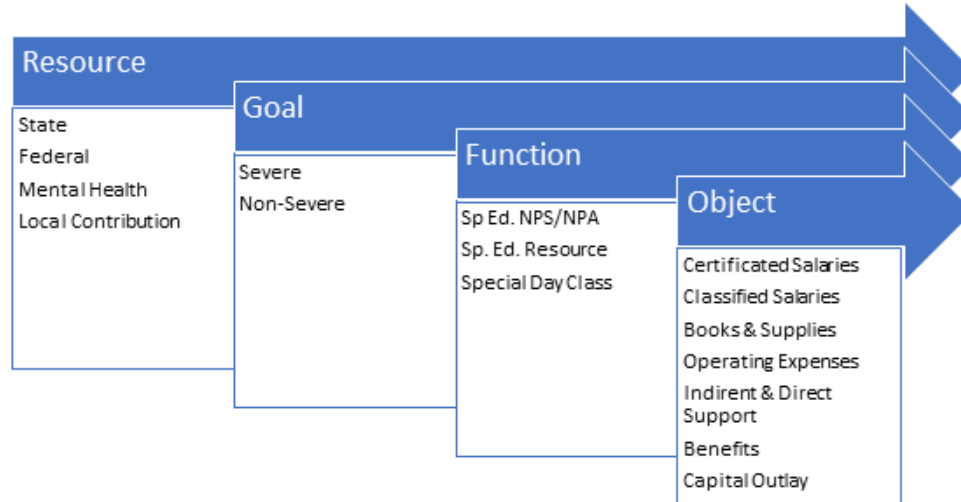 Resource
State
Federal
Mental Health
Local Contribution
Goal
Severe
Non-Severe
Function
Sp Ed. NPS/NPA
Sp. Ed. Resource
Special Day Class
Object
Certificated Salaries
Classified Salaries
Books & Supplies
Operating Expenses
Indirent & Direct
Support
Benefits
Capital Outlay